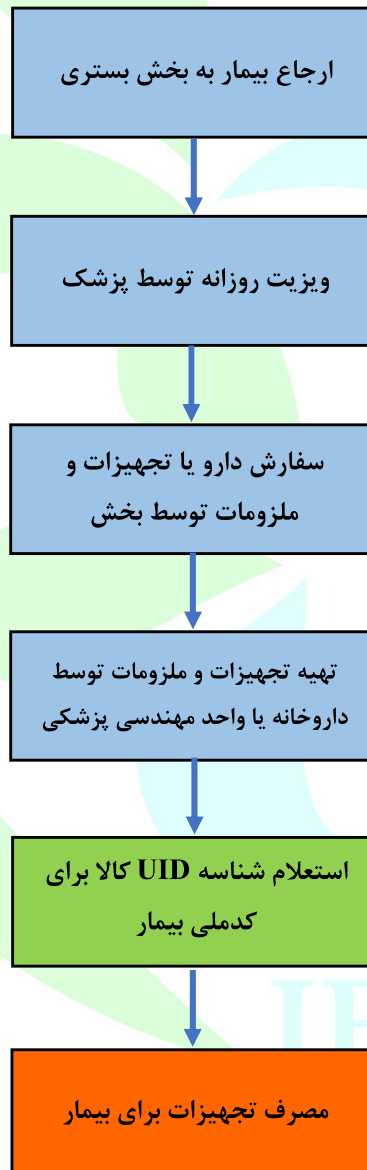 ارجاع بیمار به بخش بستری
ویزیت روزانه توسط پزشک
سفارش دارو یا تجهیزات و
ملزومات توسط بخش
تهیه تجهیزات و ملزومات توسط
داروخانه یا واحد مهندسی پزشکی
استعلام شناسه UID کالا برای
کدملی بیمار
مصرف تجهیزات برای بیمار